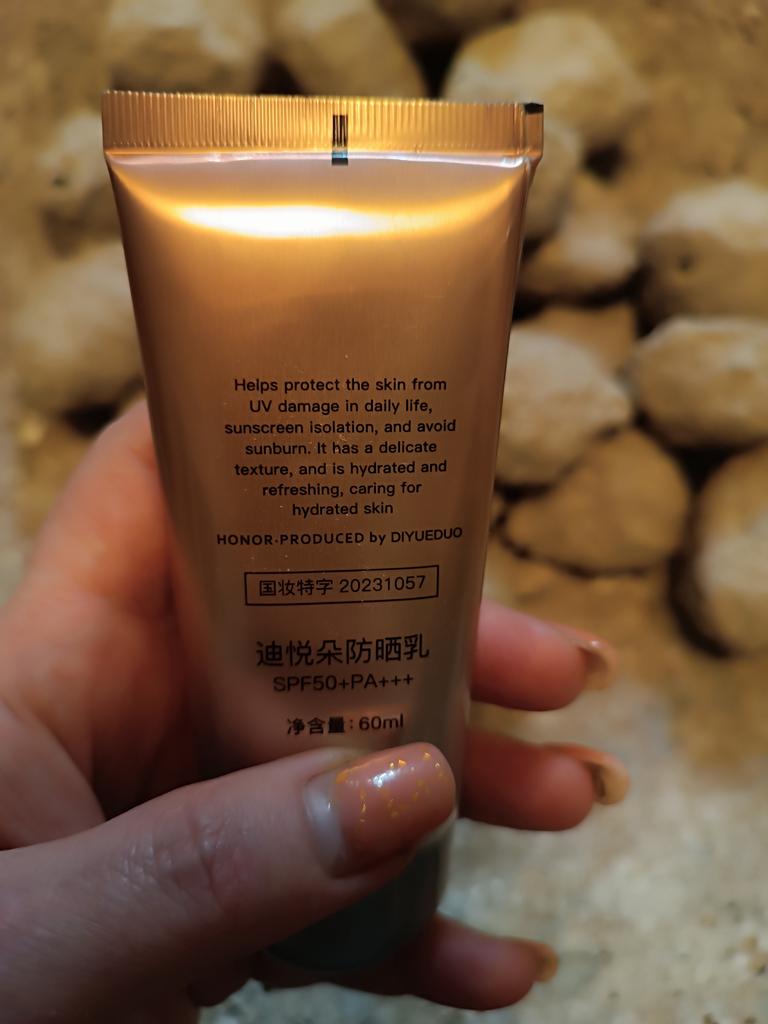 Helps protect the skin from
UV damage in daily life,
sunscreen isolation, and avoid
sunburn. It has a delicate
texture, and is hydrated and
refreshing, caring for
hydrated skin
HONOR·PRODUCED by DIYUEDUO
国妆特字 20231057
迪悦朵防晒乳
SPF50+PA+++
净含量：60ml